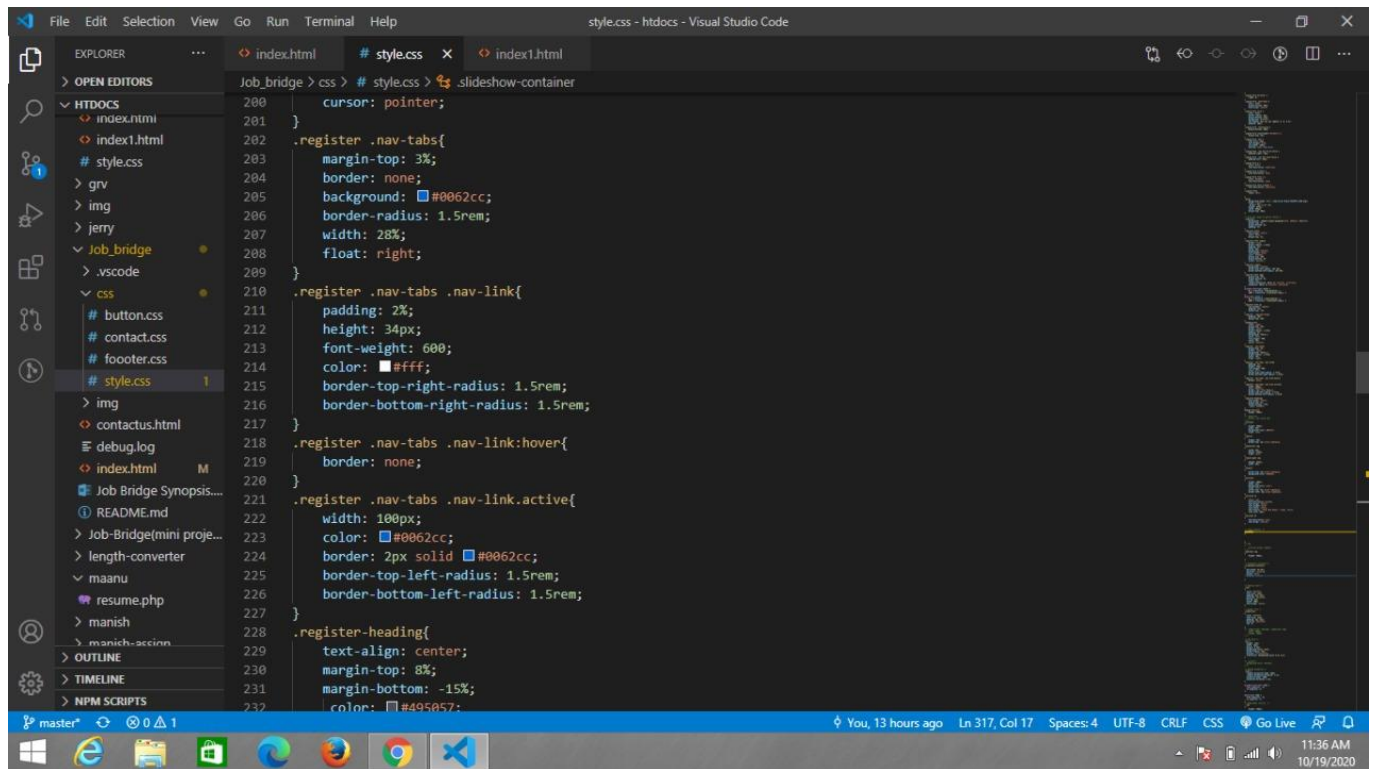 File Edit Selection View Go Run Terminal Help style.css - htdocs - Visual Studio Code
EXPLORER
index.html # style.css index1.html
> OPEN EDITORS
Job_bridge > css > # style.css > .slideshow-container
HTDOCS
index.html
index1.html
# style.css
> grv
> img
> jerry
Job_bridge
> .vscode
css
# button.css
# contact.css
# foooter.css
# style.css 1
> img
contactus.html
debug.log
index.html M
Job Bridge Synopsis....
README.md
> Job-Bridge(mini proje...
> length-converter
maanu
resume.php
> manish
> manish-assign
> OUTLINE
> TIMELINE
> NPM SCRIPTS
200 cursor: pointer;
201 }
202 .register .nav-tabs{
203 margin-top: 3%;
204 border: none;
205 background: #0062cc;
206 border-radius: 1.5rem;
207 width: 28%;
208 float: right;
209 }
210 .register .nav-tabs .nav-link{
211 padding: 2%;
212 height: 34px;
213 font-weight: 600;
214 color: #fff;
215 border-top-right-radius: 1.5rem;
216 border-bottom-right-radius: 1.5rem;
217 }
218 .register .nav-tabs .nav-link:hover{
219 border: none;
220 }
221 .register .nav-tabs .nav-link.active{
222 width: 100px;
223 color: #0062cc;
224 border: 2px solid #0062cc;
225 border-top-left-radius: 1.5rem;
226 border-bottom-left-radius: 1.5rem;
227 }
228 .register-heading{
229 text-align: center;
230 margin-top: 8%;
231 margin-bottom: -15%;
232 color: #495057;
master* 0 1 You, 13 hours ago Ln 317, Col 17 Spaces: 4 UTF-8 CRLF CSS Go Live
11:36 AM
10/19/2020